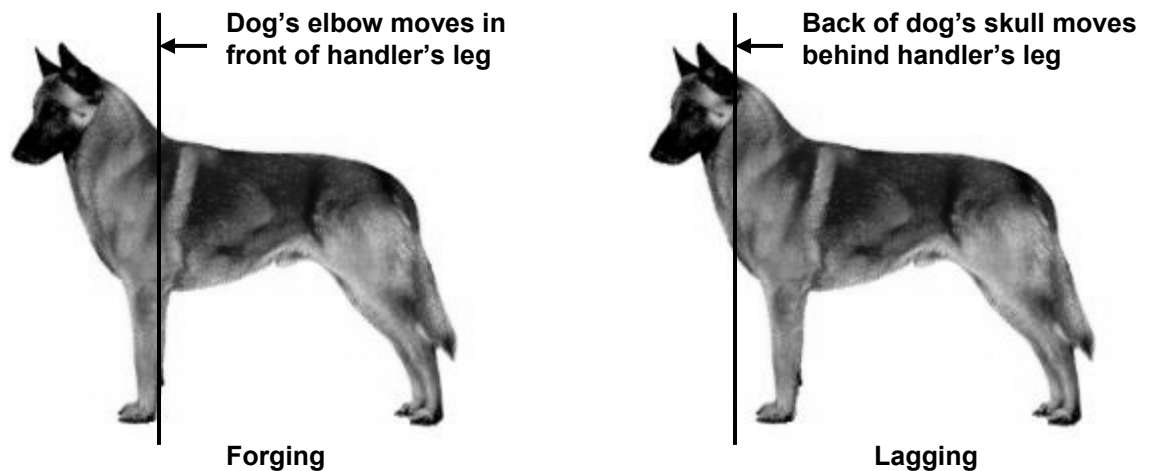 Dog’s elbow moves in
front of handler’s leg
Back of dog’s skull moves
behind handler’s leg
Forging
Lagging